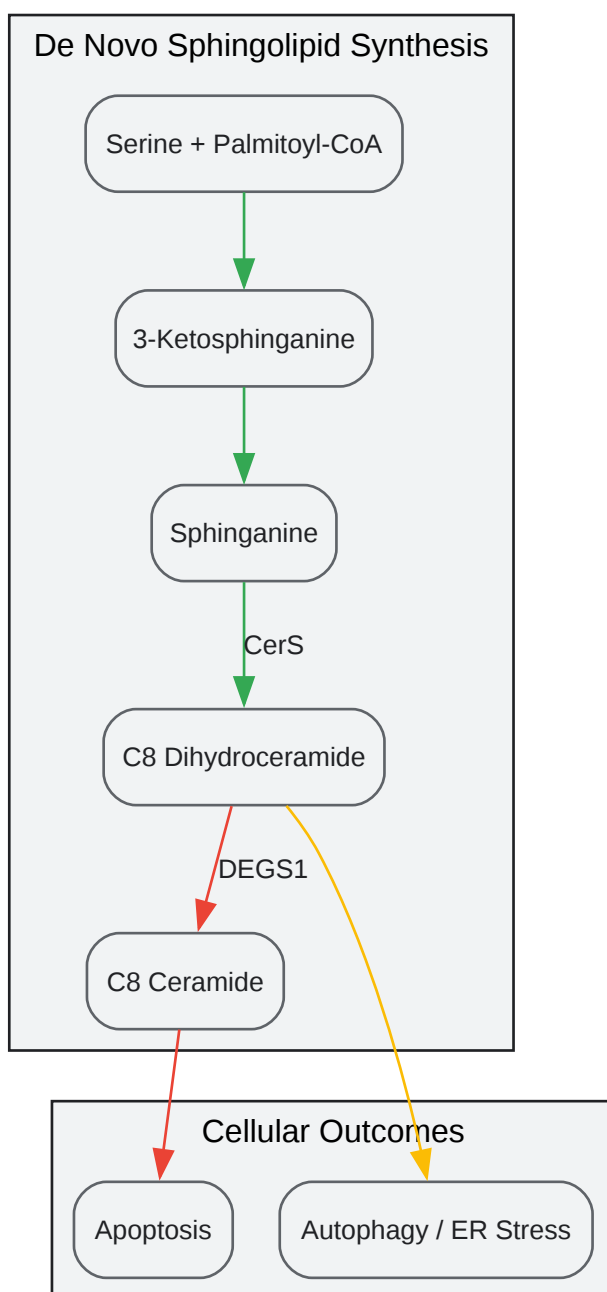 De Novo Sphingolipid Synthesis
Serine + Palmitoyl-CoA
3-Ketosphinganine
Sphinganine
CerS
C8 Dihydroceramide
DEGS1
C8 Ceramide
Cellular Outcomes
Apoptosis
Autophagy / ER Stress